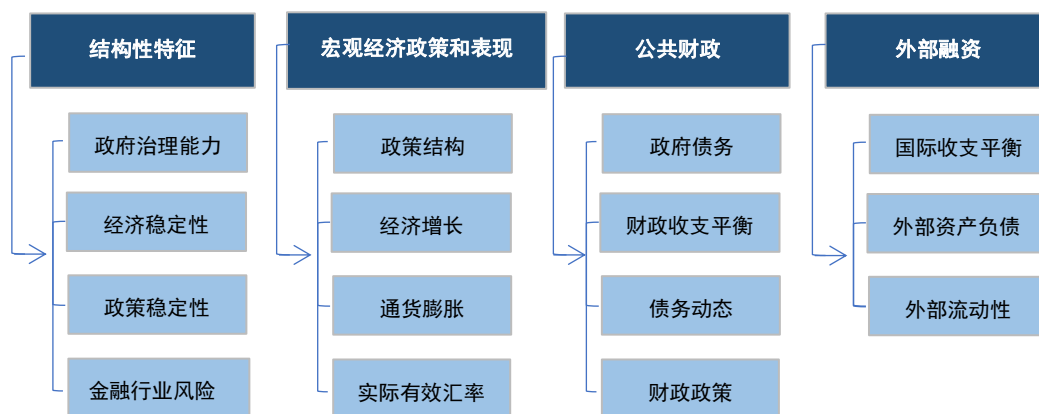 结构性特征
政府治理能力
经济稳定性
政策稳定性
金融行业风险
宏观经济政策和表现
政策结构
经济增长
通货膨胀
实际有效汇率
公共财政
政府债务
财政收支平衡
债务动态
财政政策
外部融资
国际收支平衡
外部资产负债
外部流动性